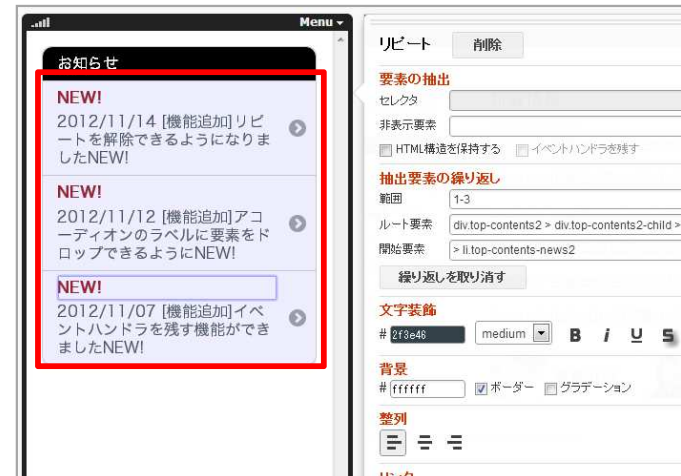 Menu
お知らせ
NEW!
2012/11/14 [機能追加]リピ
ートを解除できるようになりま
したNEW!
NEW!
2012/11/12 [機能追加]アコ
ーディオンのラベルに要素をド
ロップできるようにNEW!
NEW!
2012/11/07 [機能追加]イベ
ントハンドラを残す機能ができ
ましたNEW!
リピート 削除
要素の抽出
セレクタ
非表示要素
HTML構造を保持する イベントハンドラを残す
抽出要素の繰り返し
範囲 1-3
ルート要素 div.top-contents2 > div.top-contents2-child >
開始要素 > li.top-contents-news2
繰り返しを取り消す
文字装飾
# 2f3e46 medium B i U S
背景
# ffffff ボーダー グラデーション
整列